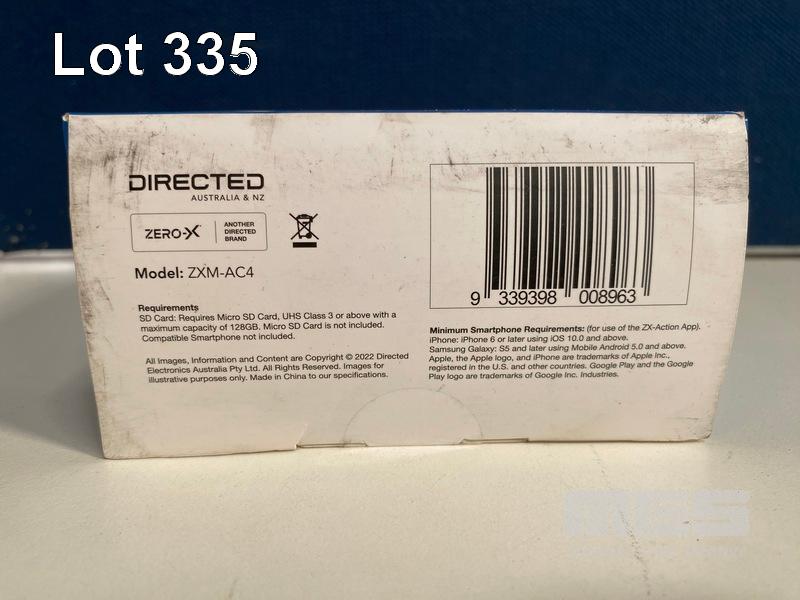 Lot 335
DIRECTED
AUSTRALIA & NZ
ZERO-X
ANOTHER
DIRECTED
BRAND
Model: ZXM-AC4
Requirements
SD Card: Requires Micro SD Card, UHS Class 3 or above with a
maximum capacity of 128GB. Micro SD Card is not included.
Compatible Smartphone not included.
All images, Information and Content are Copyright © 2022 Directed
Electronics Australia Pty Ltd. All Rights Reserved. Images for
illustrative purposes only. Made in China to our specifications.
9 339398 008963
Minimum Smartphone Requirements: (for use of the ZX-Action App).
iPhone: iPhone 6 or later using iOS 10.0 and above.
Samsung Galaxy: S5 and later using Mobile Android 5.0 and above.
Apple, the Apple logo, and iPhone are trademarks of Apple Inc.,
registered in the U.S. and other countries. Google Play and the Google
Play logo are trademarks of Google Inc. Industries.